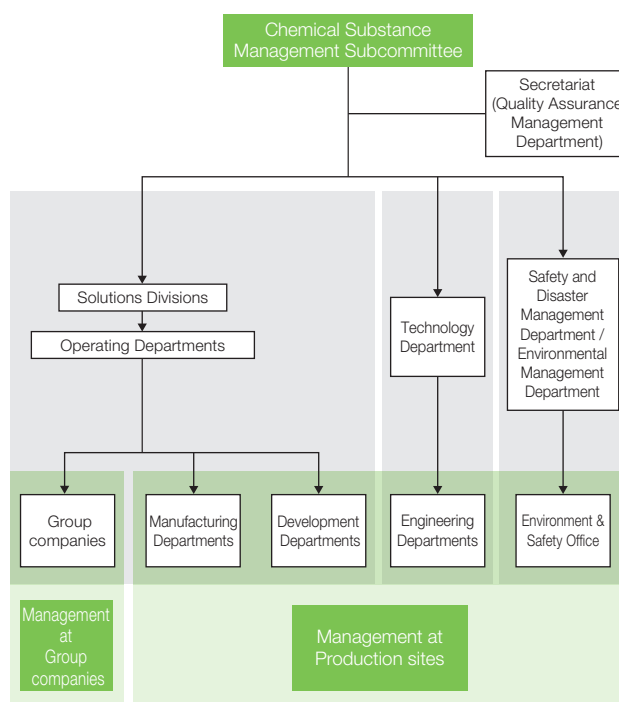 Chemical Substance
Management Subcommittee
Secretariat
(Quality Assurance
Management
Department)
Solutions Divisions
Operating Departments
Technology
Department
Safety and
Disaster
Management
Department /
Environmental
Management
Department
Group
companies
Manufacturing
Departments
Development
Departments
Engineering
Departments
Environment &
Safety Office
Management
at
Group
companies
Management at
Production sites